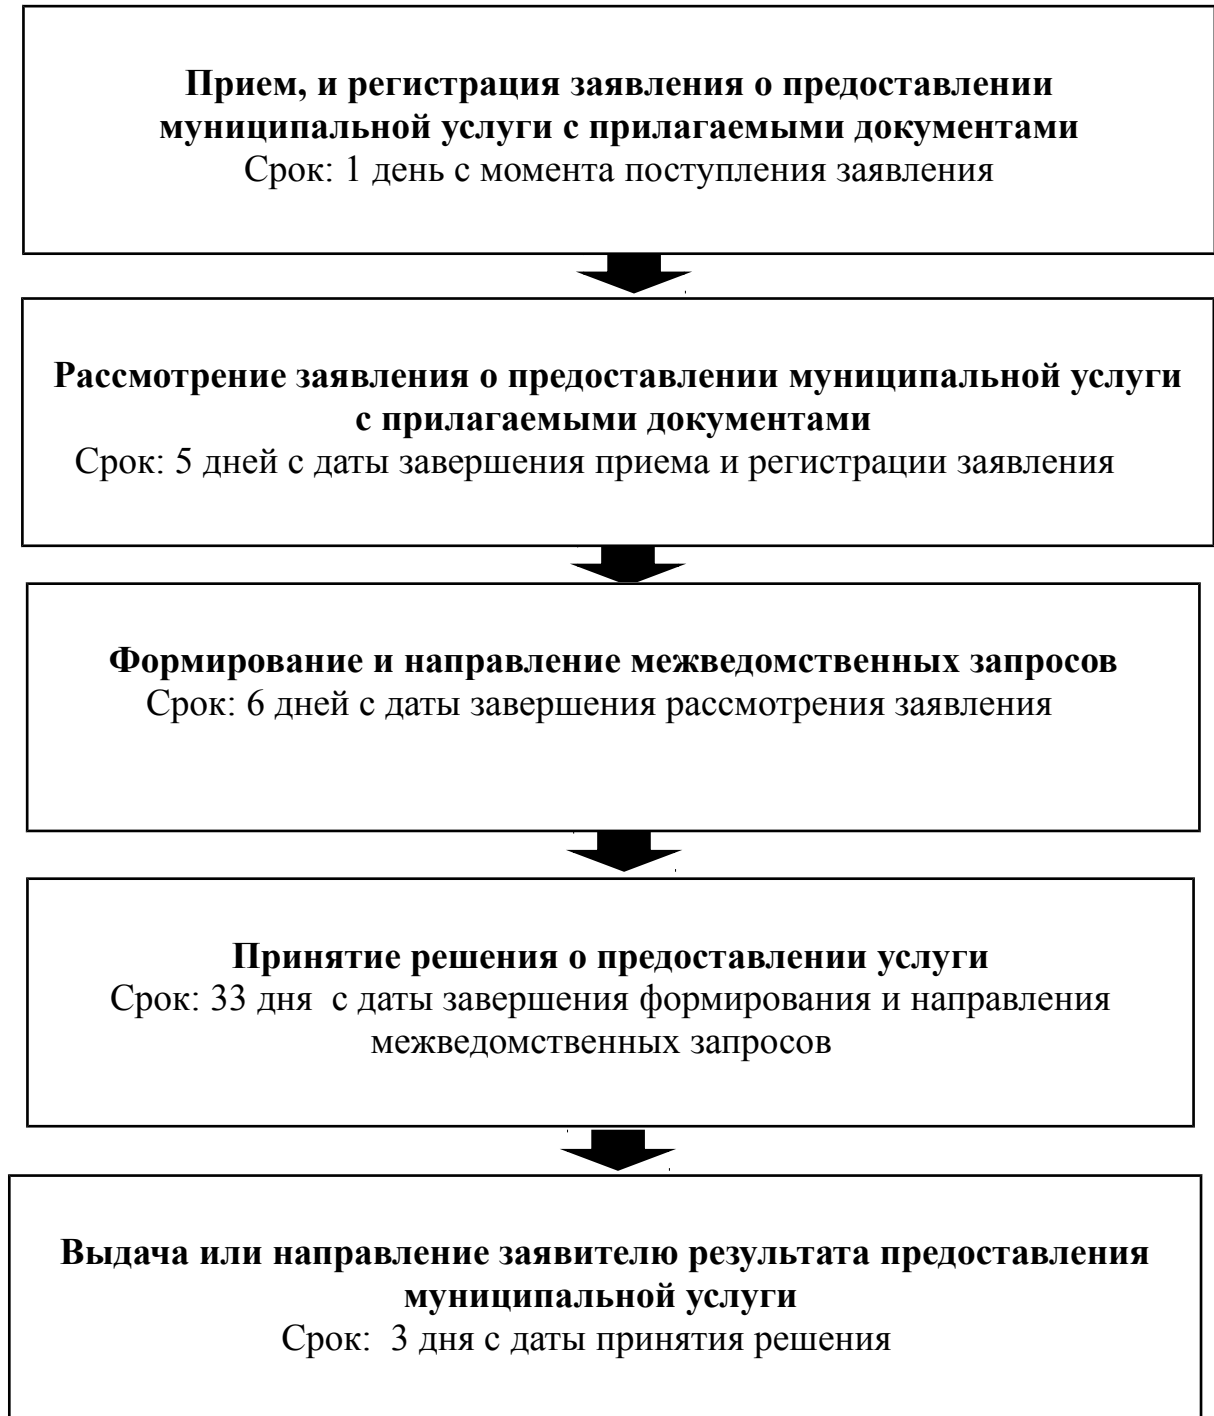 Прием, и регистрация заявления о предоставлении
муниципальной услуги с прилагаемыми документами
Срок: 1 день с момента поступления заявления
Рассмотрение заявления о предоставлении муниципальной услуги
с прилагаемыми документами
Срок: 5 дней с даты завершения приема и регистрации заявления
Формирование и направление межведомственных запросов
Срок: 6 дней с даты завершения рассмотрения заявления
Принятие решения о предоставлении услуги
Срок: 33 дня с даты завершения формирования и направления
межведомственных запросов
Выдача или направление заявителю результата предоставления
муниципальной услуги
Срок: 3 дня с даты принятия решения